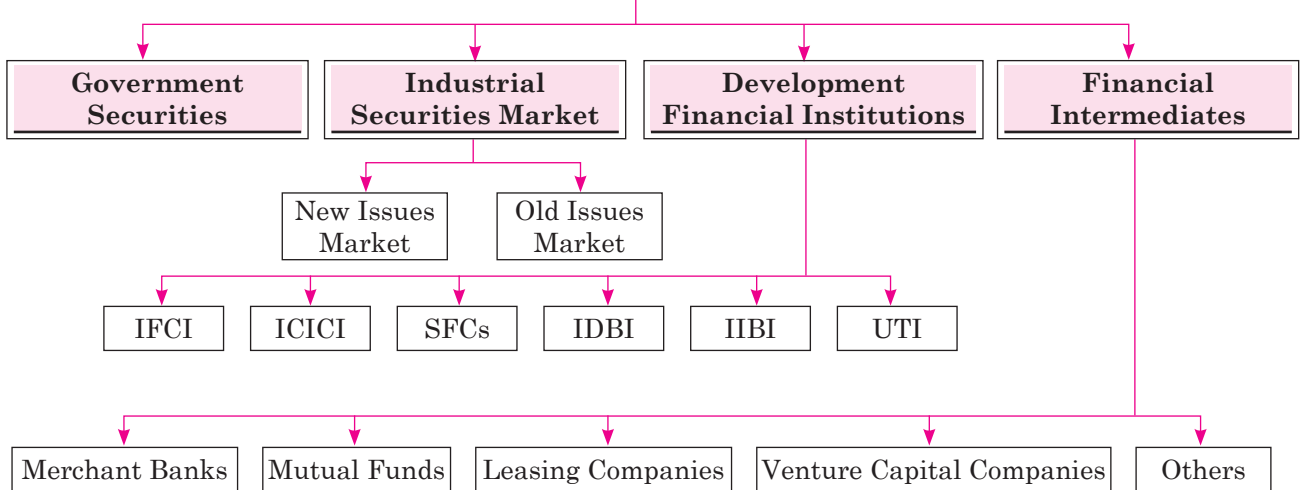 Government
Securities
Industrial
Securities Market
Development
Financial Institutions
Financial
Intermediates
New Issues
Market
Old Issues
Market
IFCI
ICICI
SFCs
IDBI
IIBI
UTI
Merchant Banks
Mutual Funds
Leasing Companies
Venture Capital Companies
Others